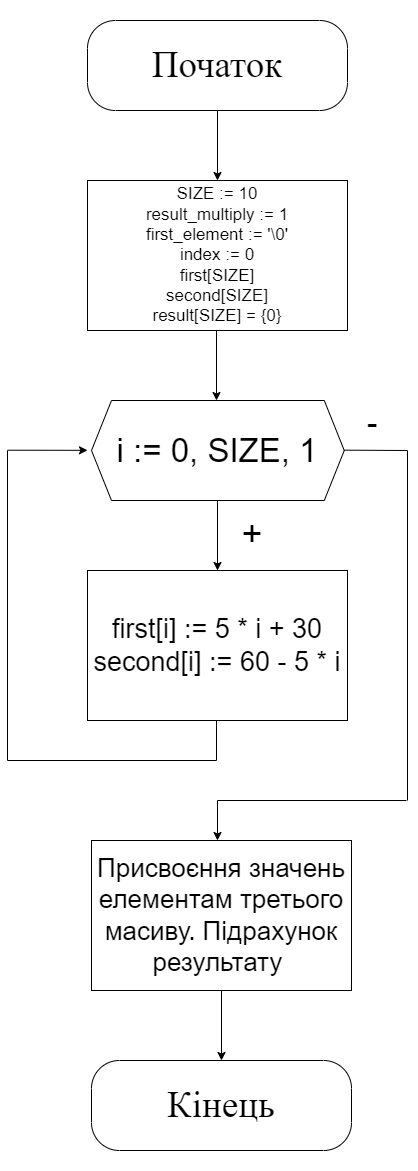 Початок
SIZE := 10
result_multiply := 1
first_element := '\0'
index := 0
first[SIZE]
second[SIZE]
result[SIZE] = {0}
i := 0, SIZE, 1
-
+
first[i] := 5 * i + 30
second[i] := 60 - 5 * i
Присвоєння значень
елементам третього
масиву. Підрахунок
результату
Кінець